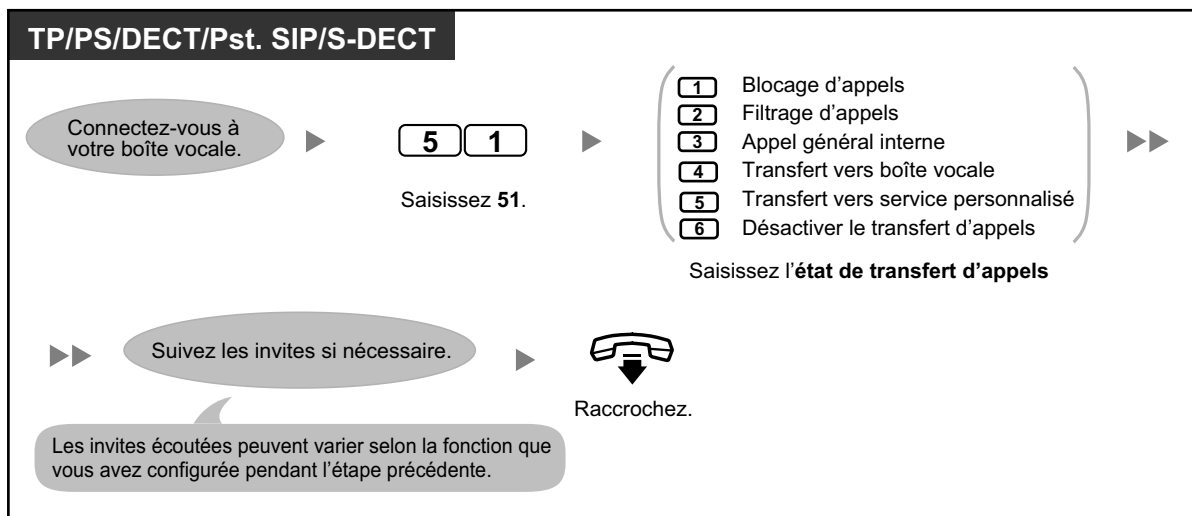 TP/PS/DECT/Pst. SIP/S-DECT
Connectez-vous à
votre boîte vocale.
5 1
Saisissez 51.
1 Blocage d'appels
2 Filtrage d'appels
3 Appel général interne
4 Transfert vers boîte vocale
5 Transfert vers service personnalisé
6 Désactiver le transfert d'appels
Saisissez l'état de transfert d'appels
Suivez les invites si nécessaire.
Raccrochez.
Les invites écoutées peuvent varier selon la fonction que
vous avez configurée pendant l'étape précédente.